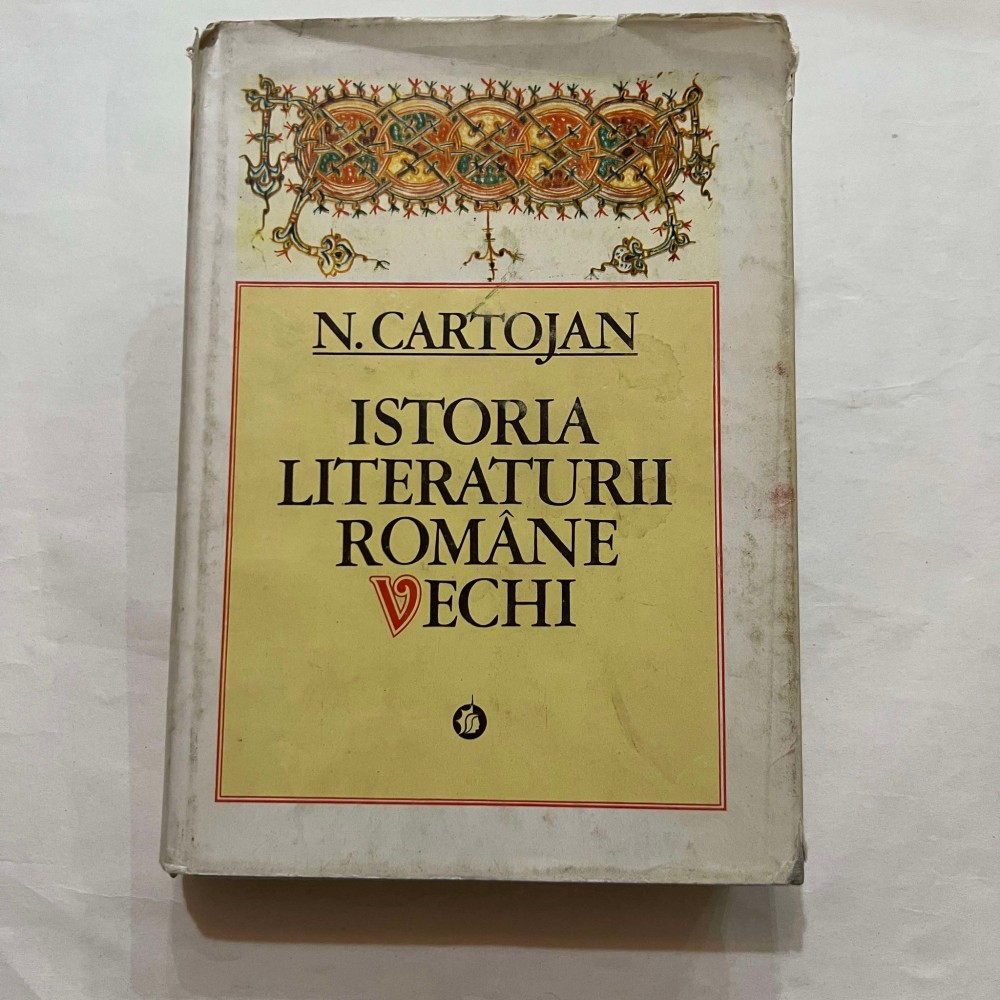 N. CARTOJAN
ISTORIA
LITERATURII
ROMÂNE
VECHI